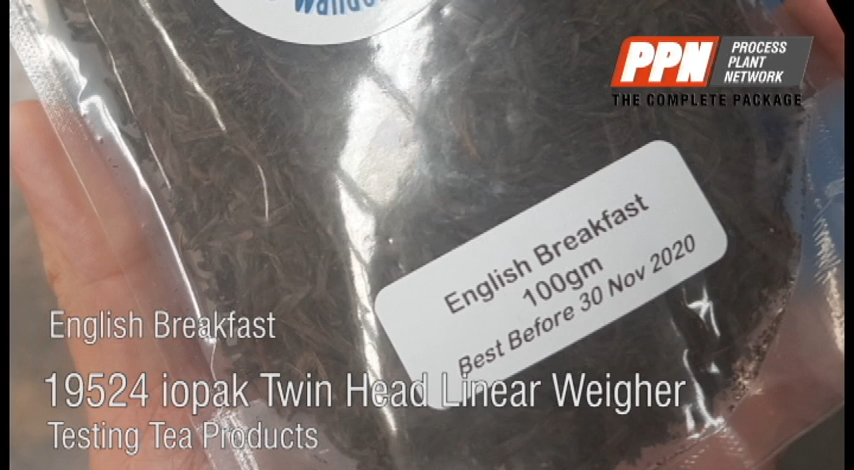 PPN
PROCESS
PLANT
NETWORK
THE COMPLETE PACKAGE
English Breakfast
100gm
Best Before 30 Nov 2020
English Breakfast
19524 iopak Twin Head Linear Weigher
Testing Tea Products